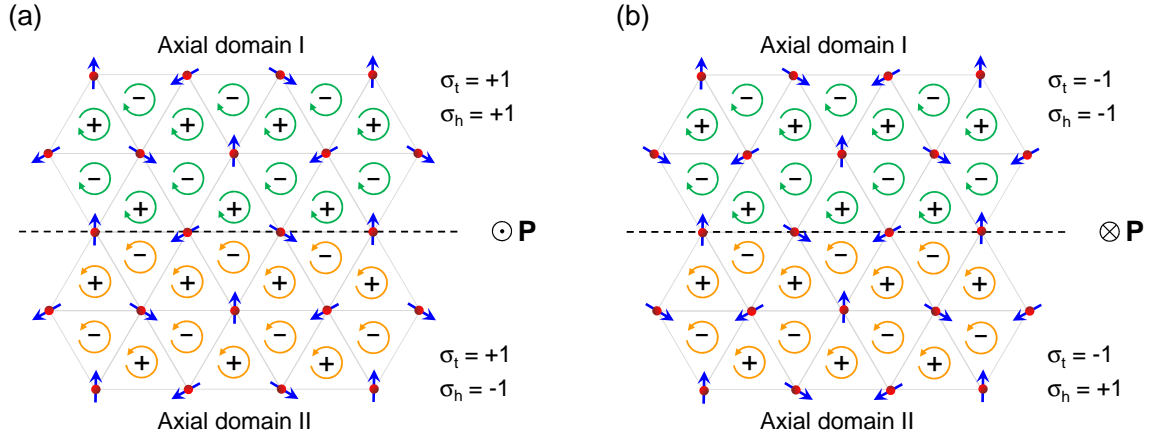 (a)
Axial domain I
σt = +1
σh = +1
− − −
+ + + +
− − − −
+ + +
⊙ P
− − −
+ + + +
− − − −
+ + +
σt = +1
σh = -1
Axial domain II
(b)
Axial domain I
σt = -1
σh = -1
− − −
+ + + +
− − − −
+ + +
⊗ P
− − −
+ + + +
− − − −
+ + +
σt = -1
σh = +1
Axial domain II